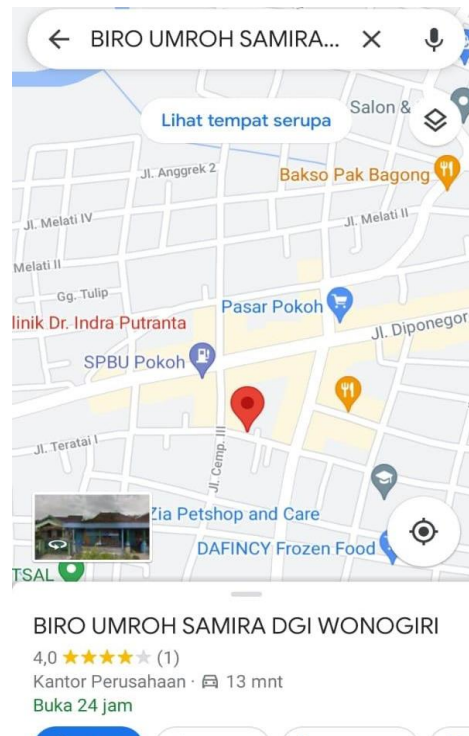 BIRO UMROH SAMIRA...
Lihat tempat serupa
Salon &
Jl. Anggrek 2
Bakso Pak Bagong
Jl. Melati IV
Jl. Melati II
Melati II
Gg. Tulip
Pasar Pokoh
linik Dr. Indra Putranta
Jl. Diponegor
SPBU Pokoh
Jl. Teratai I
Jl. Cemp. III
Zia Petshop and Care
DAFINCY Frozen Food
TSAL
BIRO UMROH SAMIRA DGI WONOGIRI
4,0 (1)
Kantor Perusahaan · 13 mnt
Buka 24 jam